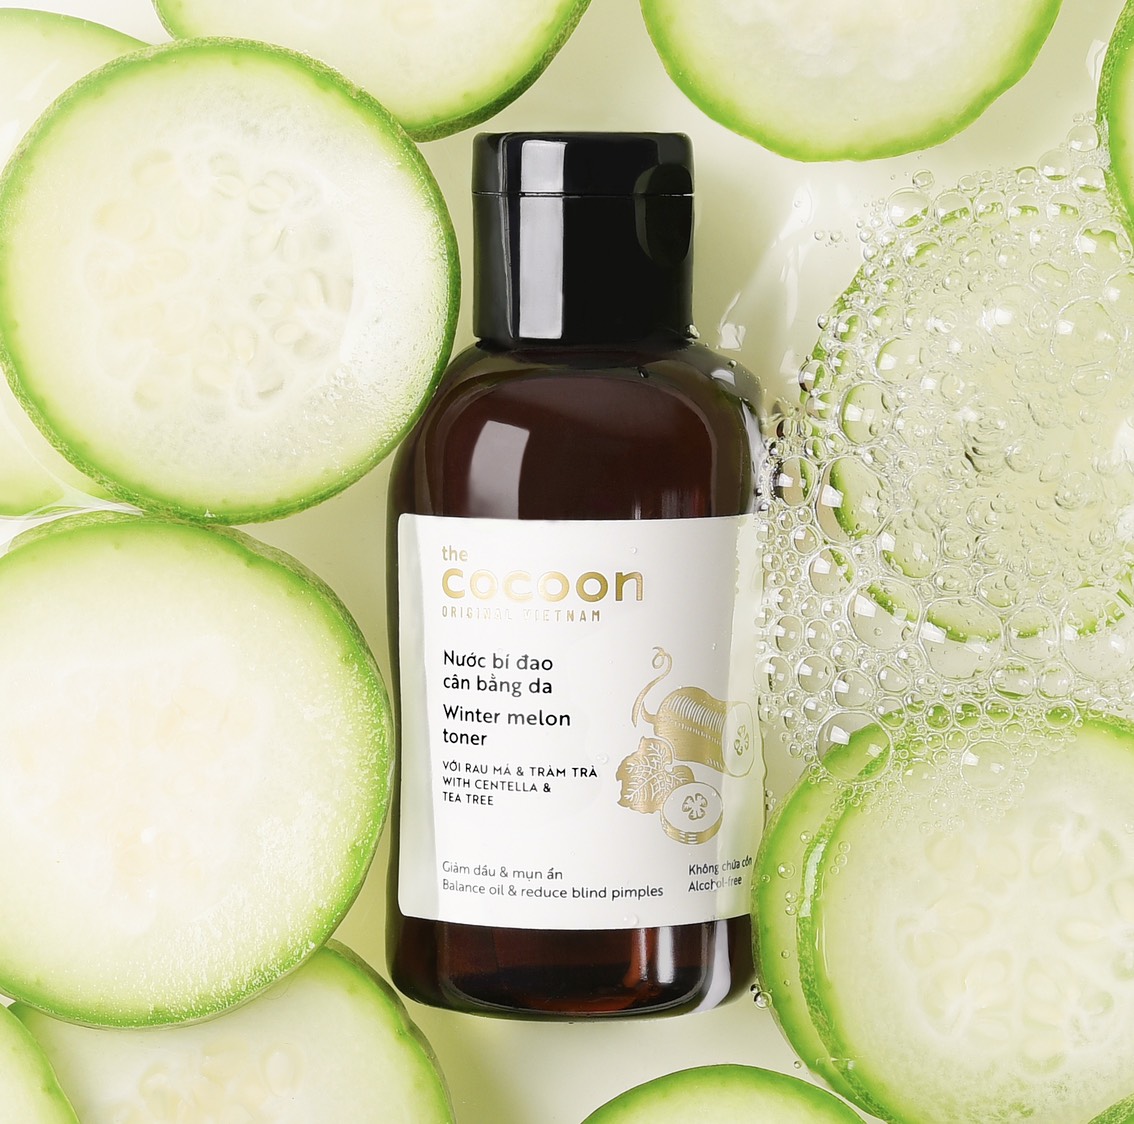 the
cocoon
ORIGINAL VIETNAM
Nước bí đao
cân bằng da
Winter melon
toner
VỚI RAU MÁ & TRÀM TRÀ
WITH CENTELLA &
TEA TREE
Giảm dầu & mụn ẩn
Balance oil & reduce blind pimples
Không chứa cồn
Alcohol-free